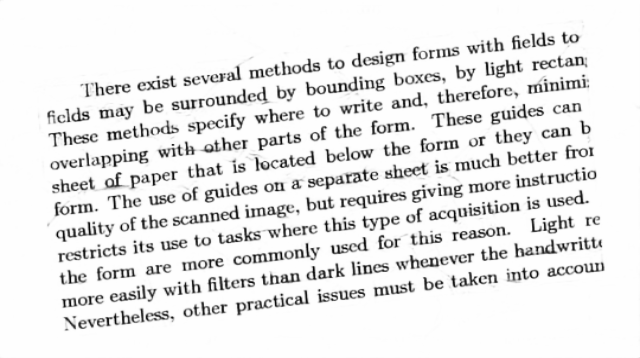 There exist several methods to design forms with fields to
fields may be surrounded by bounding boxes, by light rectan
These methods specify where to write and, therefore, minimi
overlapping with other parts of the form. These guides can
sheet of paper that is located below the form or they can b
form. The use of guides on a separate sheet is much better fror
quality of the scanned image, but requires giving more instructio
restricts its use to tasks where this type of acquisition is used.
the form are more commonly used for this reason. Light re
more easily with filters than dark lines whenever the handwritte
Nevertheless, other practical issues must be taken into accoun